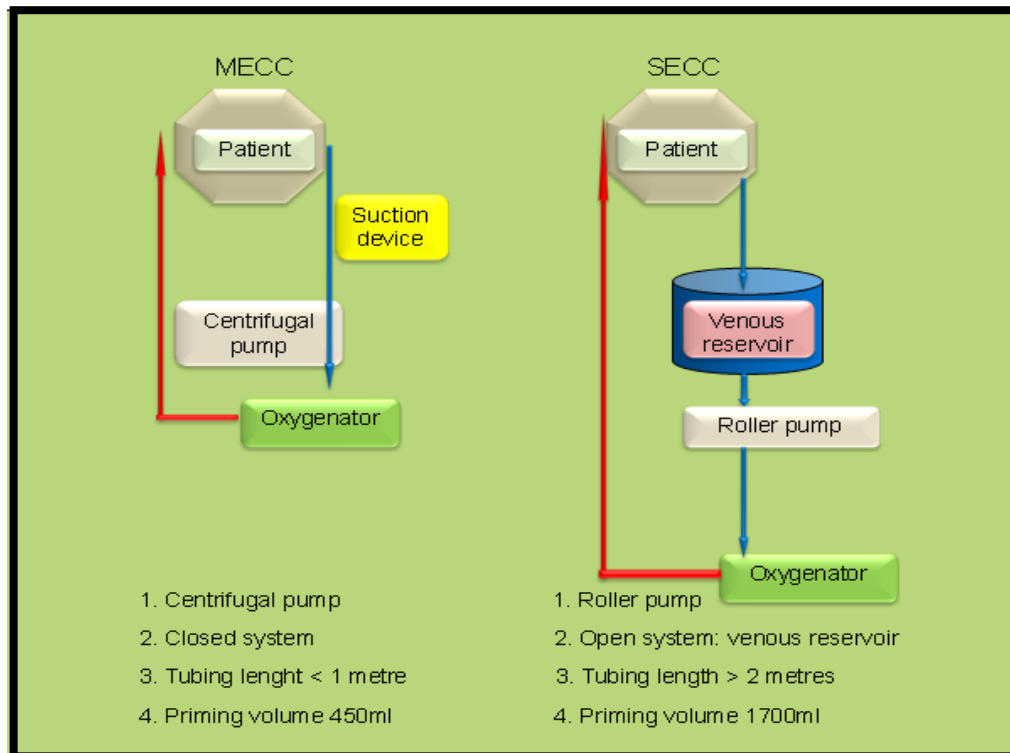 MECC
Patient
Suction
device
Centrifugal
pump
Oxygenator
1. Centrifugal pump
2. Closed system
3. Tubing lenght < 1 metre
4. Priming volume 450ml
SECC
Patient
Venous
reservoir
Roller pump
Oxygenator
1. Roller pump
2. Open system: venous reservoir
3. Tubing length > 2 metres
4. Priming volume 1700ml